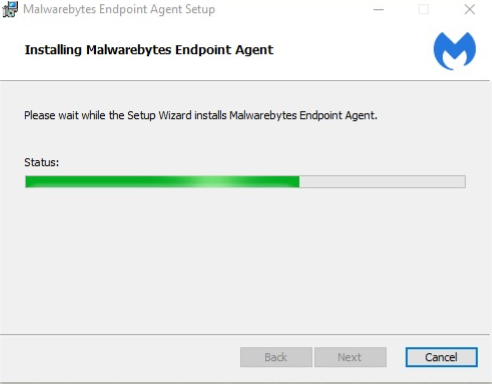 Malwarebytes Endpoint Agent Setup
Installing Malwarebytes Endpoint Agent
Please wait while the Setup Wizard installs Malwarebytes Endpoint Agent.
Status:
Back Next Cancel